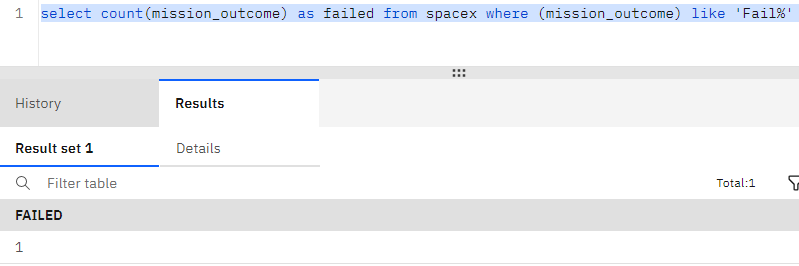 1 select count(mission_outcome) as failed from spacex where (mission_outcome) like 'Fail%'
History Results
Result set 1 Details
Filter table Total:1
FAILED
1